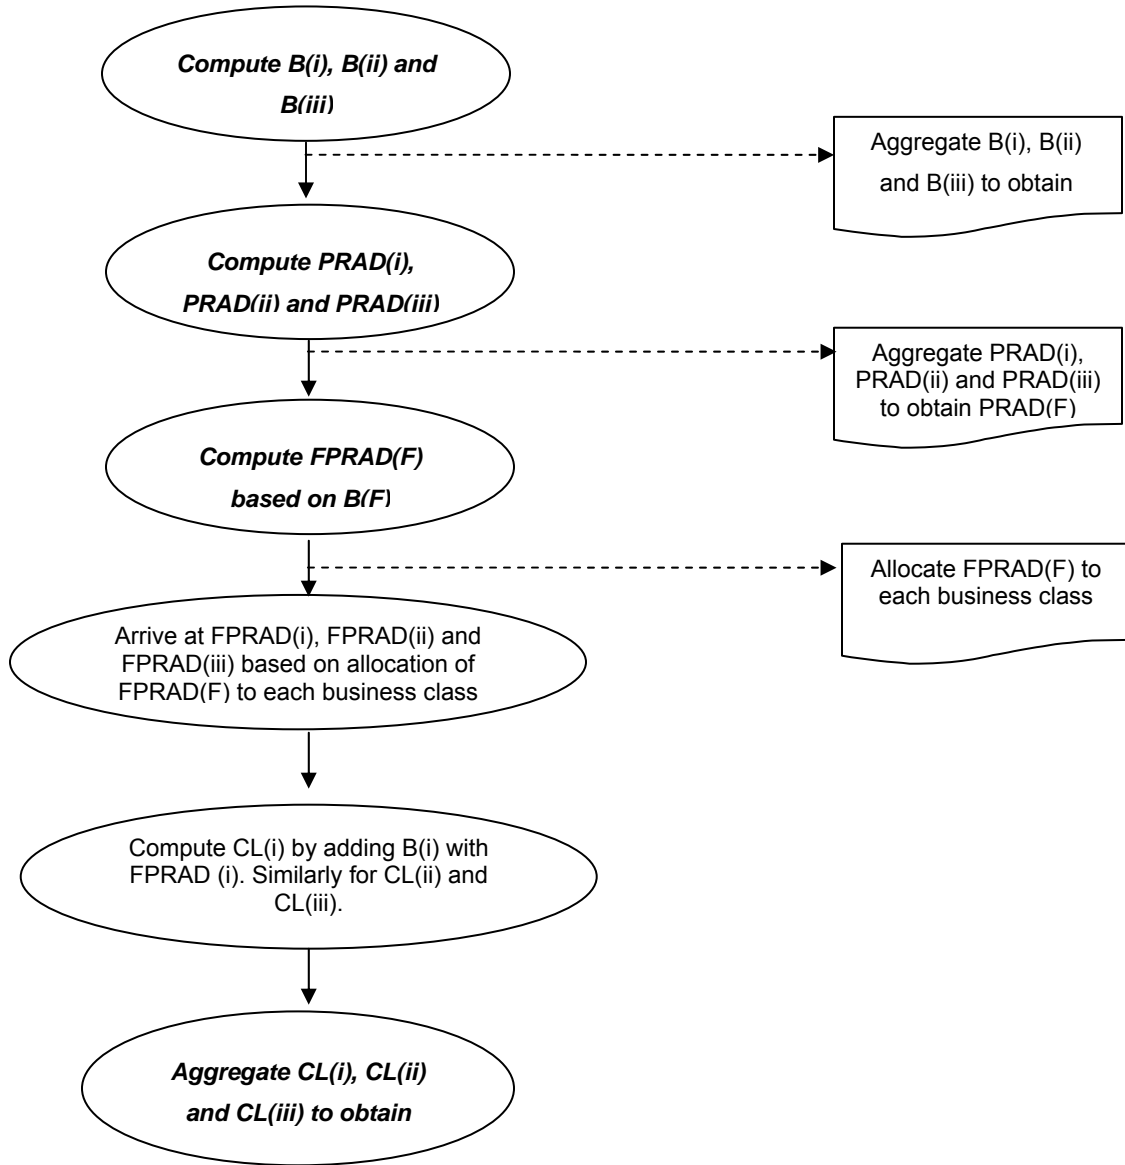 Compute B(i), B(ii) and
B(iii)
Aggregate B(i), B(ii)
and B(iii) to obtain
Compute PRAD(i),
PRAD(ii) and PRAD(iii)
Aggregate PRAD(i),
PRAD(ii) and PRAD(iii)
to obtain PRAD(F)
Compute FPRAD(F)
based on B(F)
Allocate FPRAD(F) to
each business class
Arrive at FPRAD(i), FPRAD(ii) and
FPRAD(iii) based on allocation of
FPRAD(F) to each business class
Compute CL(i) by adding B(i) with
FPRAD (i). Similarly for CL(ii) and
CL(iii).
Aggregate CL(i), CL(ii)
and CL(iii) to obtain